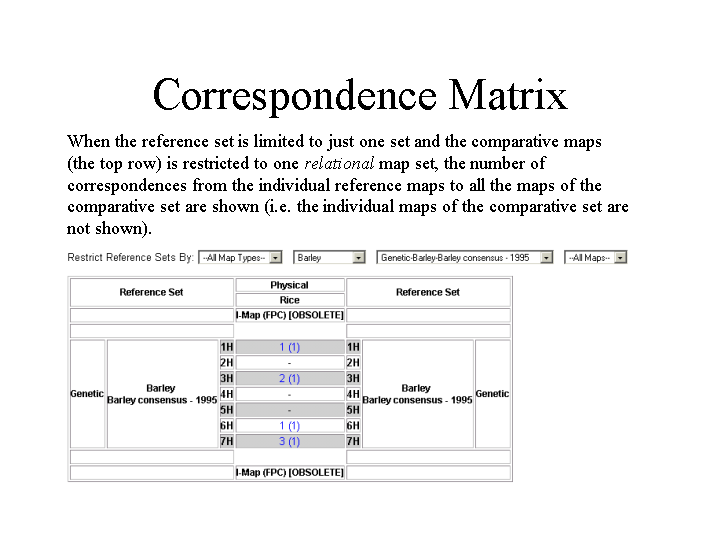 Correspondence Matrix
When the reference set is limited to just one set and the comparative maps
(the top row) is restricted to one relational map set, the number of
correspondences from the individual reference maps to all the maps of the
comparative set are shown (i.e. the individual maps of the comparative set are
not shown).
Restrict Reference Sets By: --All Map Types-- Barley Genetic-Barley-Barley consensus - 1995 --All Maps--
Reference Set Physical Reference Set
Rice
I-Map (FPC) [OBSOLETE]
1H 1 (1) 1H
2H - 2H
3H 2 (1) 3H
Genetic Barley 4H - 4H Barley Genetic
Barley consensus - 1995 Barley consensus - 1995
5H - 5H
6H 1 (1) 6H
7H 3 (1) 7H
I-Map (FPC) [OBSOLETE]